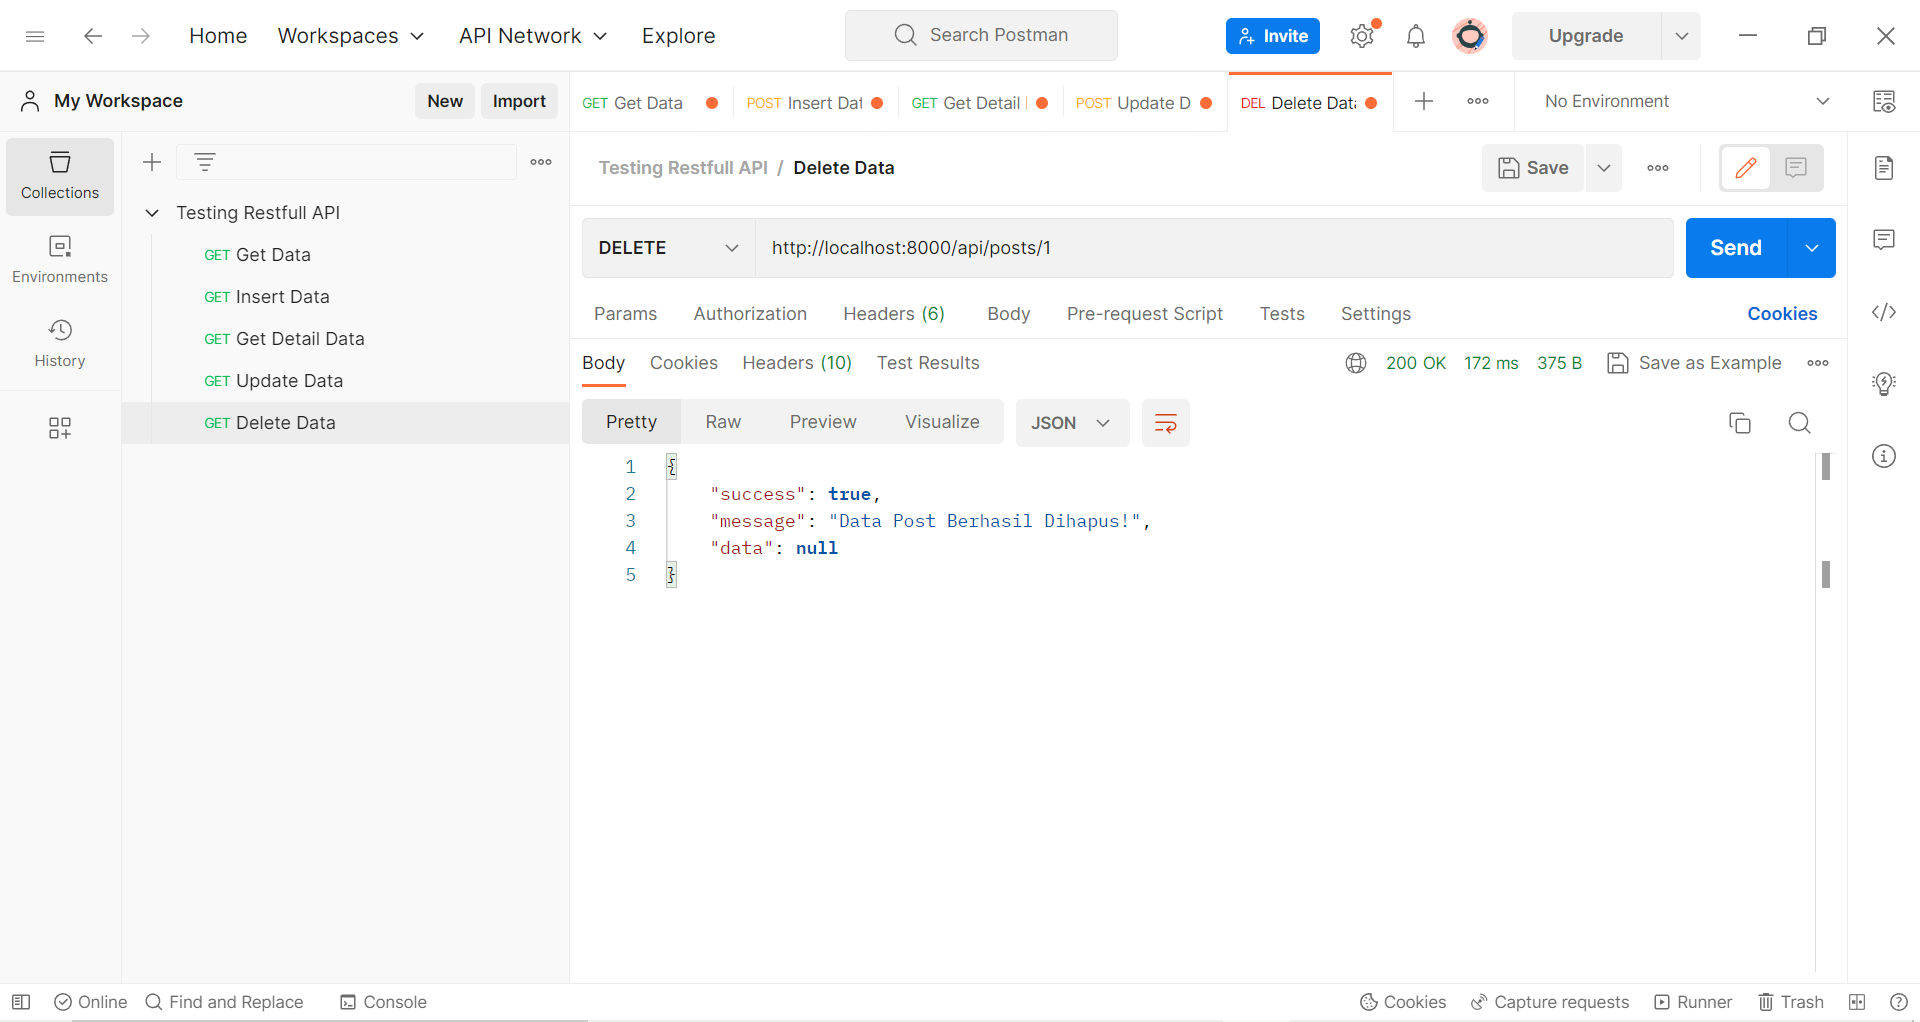 Home Workspaces API Network Explore Search Postman Invite Upgrade
My Workspace New Import
GET Get Data POST Insert Dat GET Get Detail POST Update D DEL Delete Data No Environment
Collections
Environments
History
Testing Restfull API
GET Get Data
GET Insert Data
GET Get Detail Data
GET Update Data
GET Delete Data
Testing Restfull API / Delete Data Save
DELETE http://localhost:8000/api/posts/1 Send
Params Authorization Headers (6) Body Pre-request Script Tests Settings Cookies
Body Cookies Headers (10) Test Results 200 OK 172 ms 375 B Save as Example
Pretty Raw Preview Visualize JSON
1 {
2 "success": true,
3 "message": "Data Post Berhasil Dihapus!",
4 "data": null
5 }
Online Find and Replace Console Cookies Capture requests Runner Trash